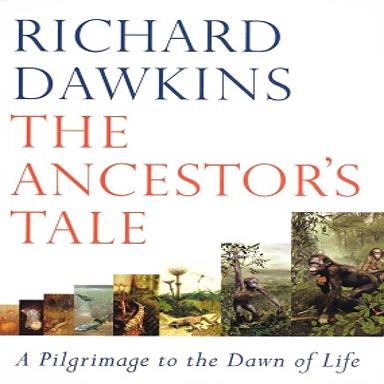 RICHARD
DAWKINS
THE
ANCESTOR'S
TALE
A Pilgrimage to the Dawn of Life